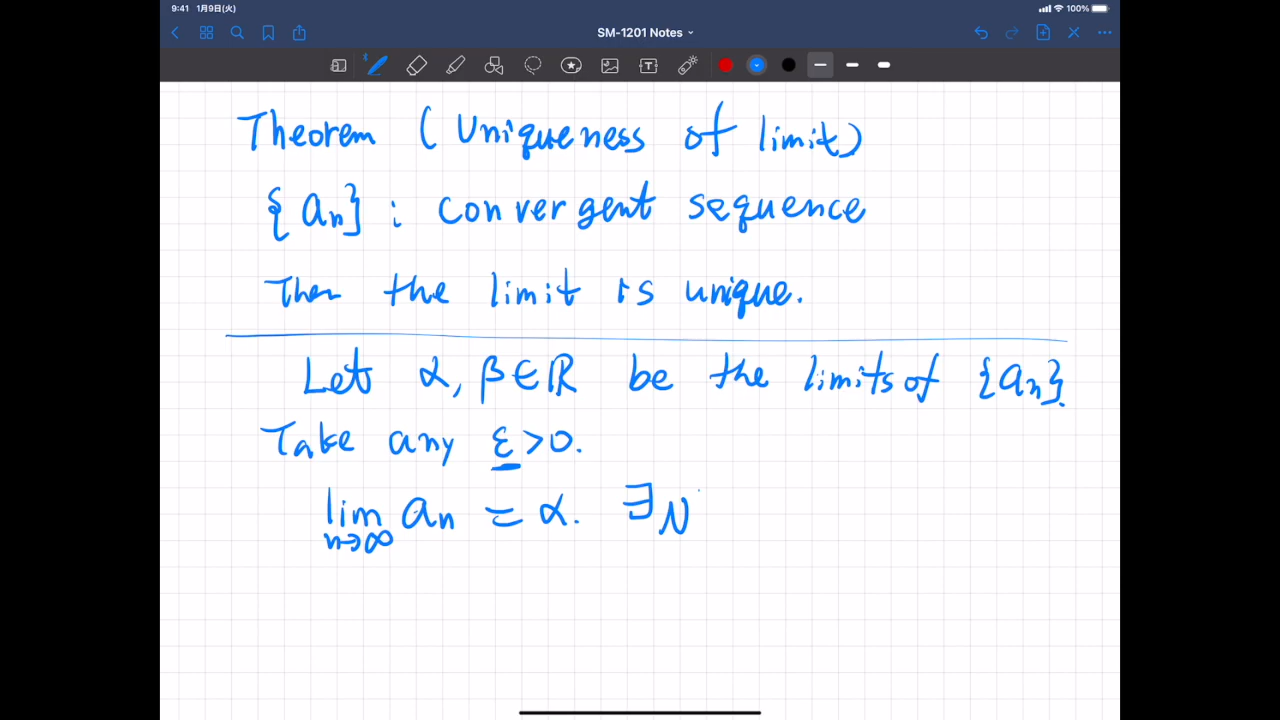 9:41 1月9日(火) 100%
SM-1201 Notes
Theorem (Uniqueness of limit)
{an} : convergent sequence
Then the limit is unique.
Let α, β ∈ ℝ be the limits of {an}.
Take any ε > 0.
lim n→∞ an = α. ∃N